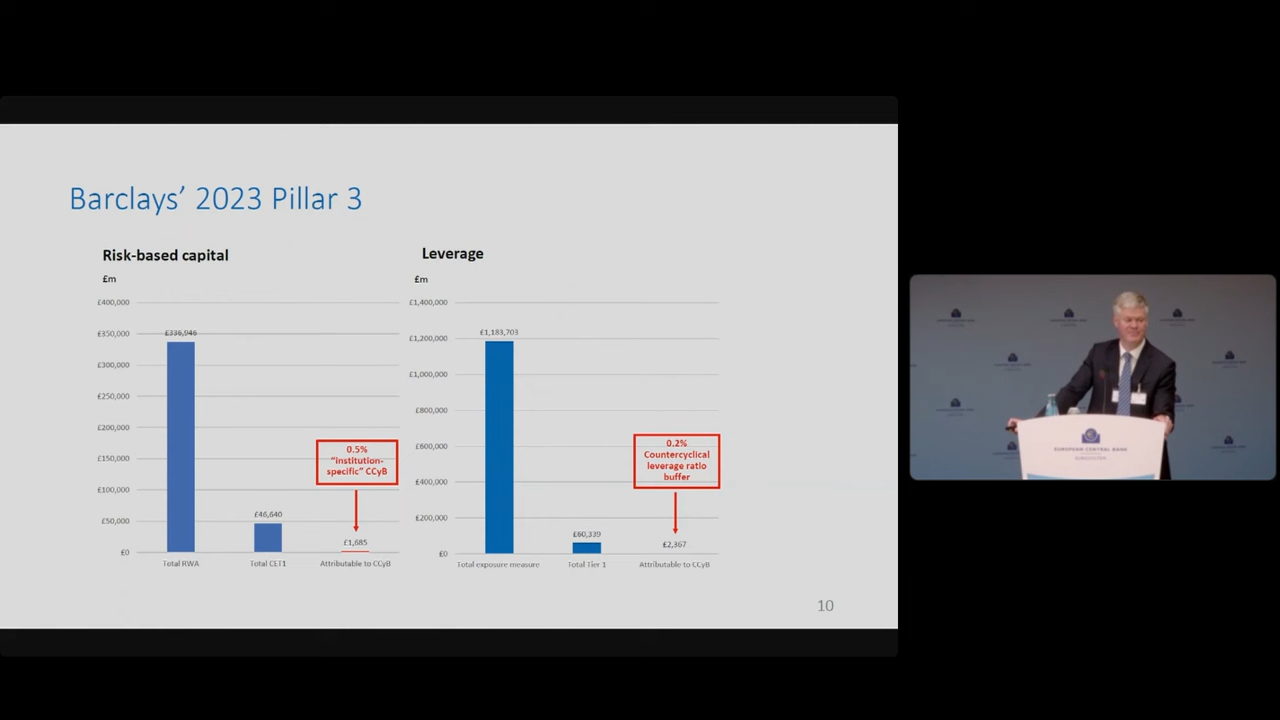 Barclays' 2023 Pillar 3
Risk-based capital
£m
£400,000
£350,000
£300,000
£250,000
£200,000
£150,000
£100,000
£50,000
£0
£336,946
£46,640
£1,685
0.5%
"institution-
specific" CCyB
Total RWA
Total CET1
Attributable to CCyB
Leverage
£m
£1,400,000
£1,200,000
£1,000,000
£800,000
£600,000
£400,000
£200,000
£0
£1,183,703
£60,339
£2,367
0.2%
Countercyclical
leverage ratio
buffer
Total exposure measure
Total Tier 1
Attributable to CCyB
10
EUROPEAN CENTRAL BANK